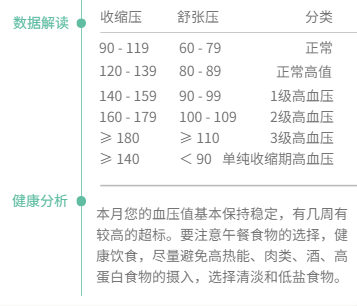 数据解读
收缩压 舒张压 分类
90 - 119 60 - 79 正常
120 - 139 80 - 89 正常高值
140 - 159 90 - 99 1级高血压
160 - 179 100 - 109 2级高血压
≥ 180 ≥ 110 3级高血压
≥ 140 < 90 单纯收缩期高血压
健康分析
本月您的血压值基本保持稳定，有几周有
较高的超标。要注意午餐食物的选择，健
康饮食，尽量避免高热能、肉类、酒、高
蛋白食物的摄入，选择清淡和低盐食物。